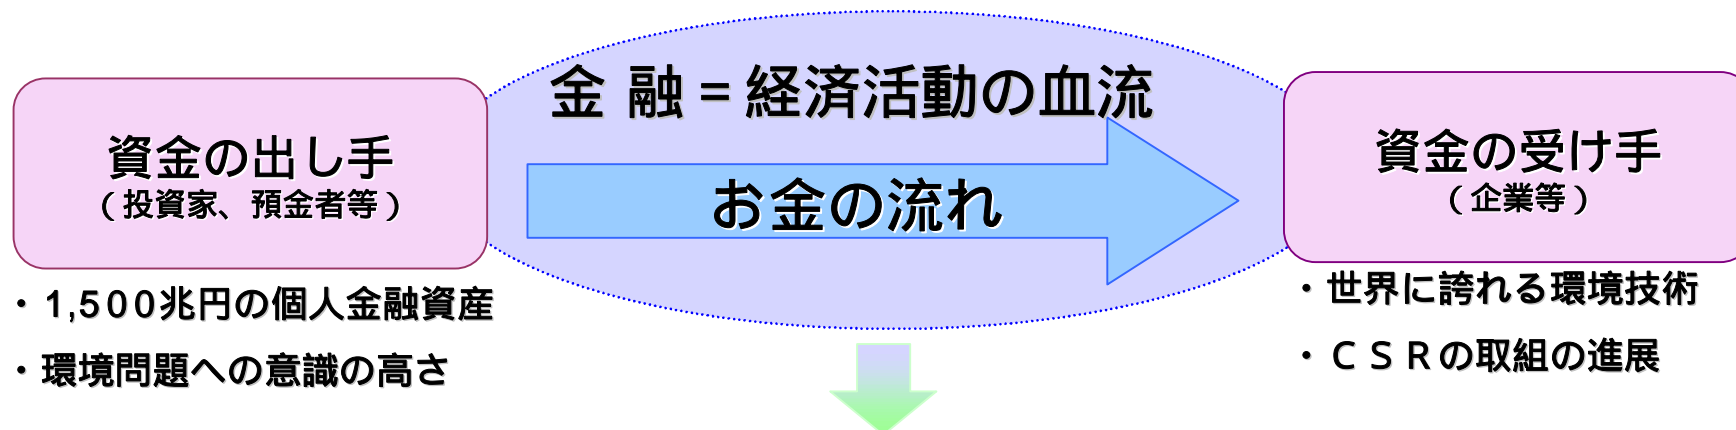 金 融＝経済活動の血流
資金の出し手
（投資家、預金者等）
お金の流れ
資金の受け手
（企業等）
・1,500兆円の個人金融資産
・環境問題への意識の高さ
・世界に誇れる環境技術
・ＣＳＲの取組の進展